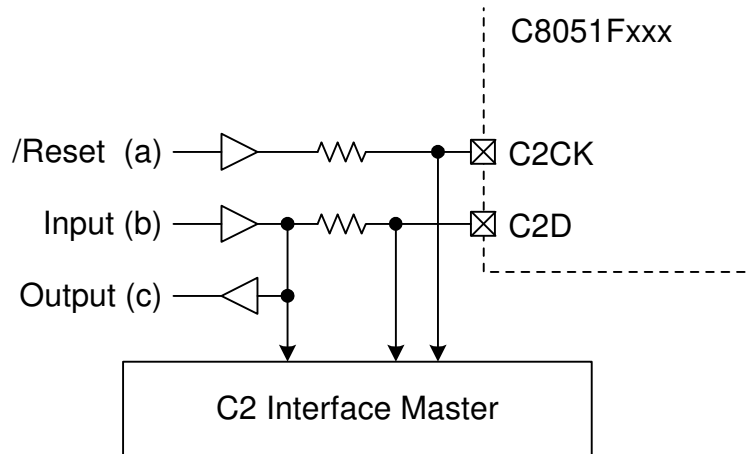 C8051Fxxx
/Reset (a)
C2CK
Input (b)
C2D
Output (c)
C2 Interface Master